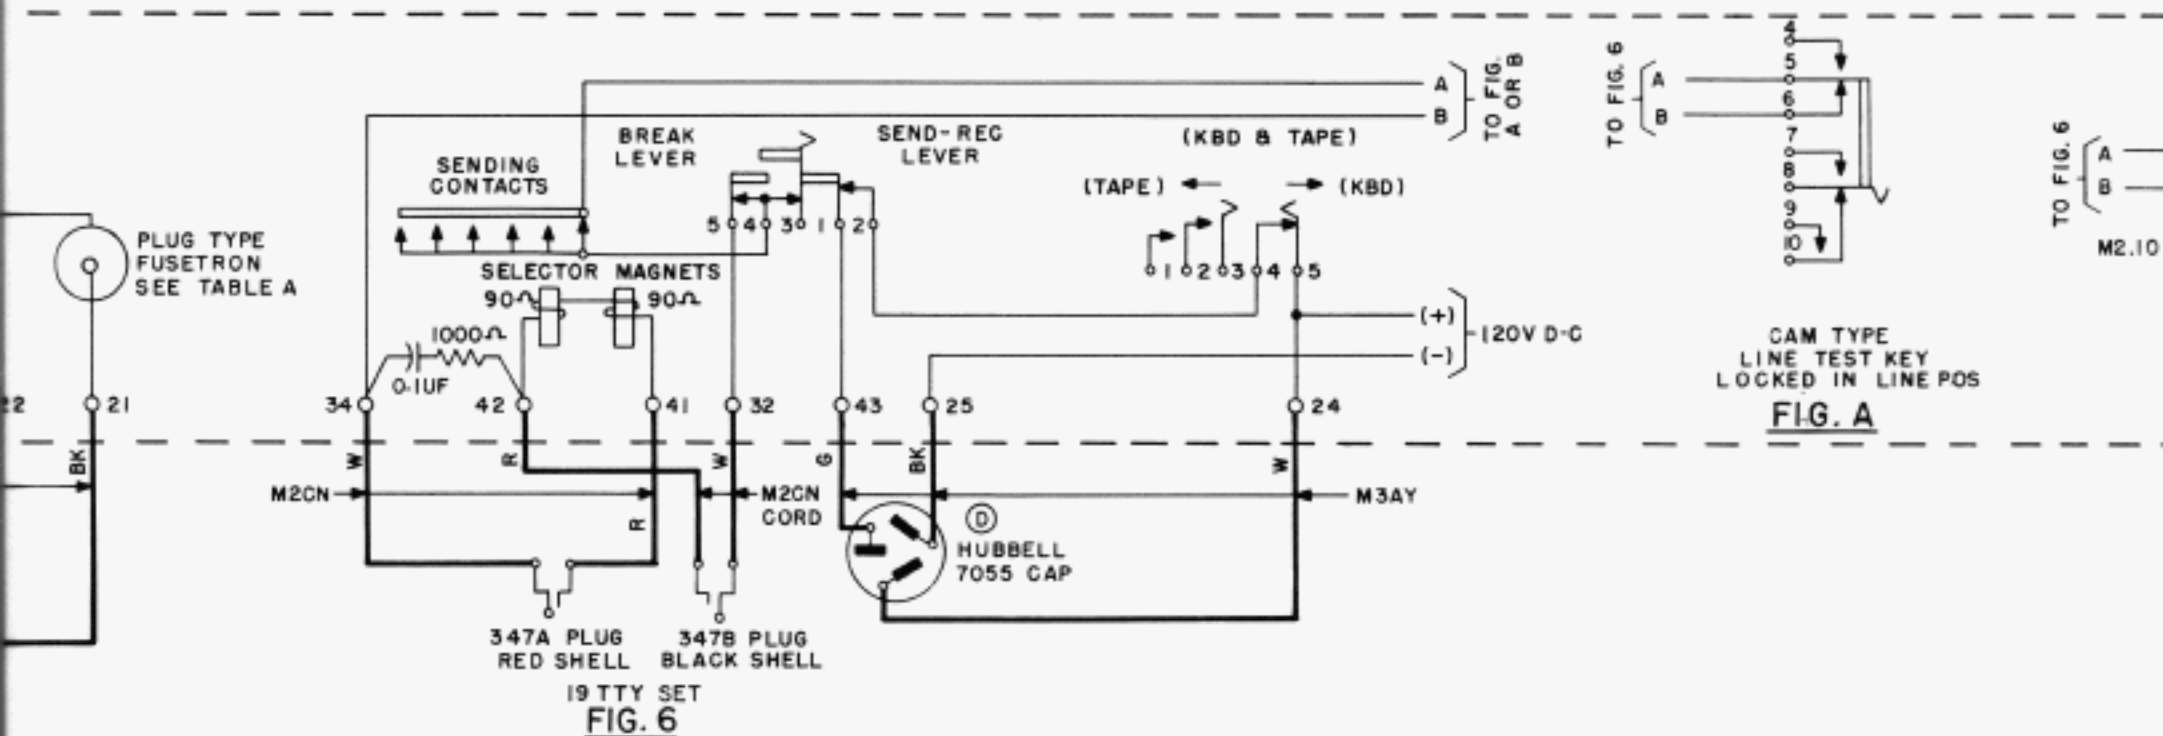 PLUG TYPE
FUSETRON
SEE TABLE A
22
21
SENDING
CONTACTS
BREAK
LEVER
SEND-REC
LEVER
(KBD & TAPE)
(TAPE)
(KBD)
5 4 3 1 2
1 2 3 4 5
SELECTOR MAGNETS
90Ω
90Ω
1000Ω
0.1UF
A
B
TO FIG.
A OR B
(+)
(-)
120V D-C
34
42
41
32
43
25
24
BK
W
R
W
G
BK
W
M2CN
R
M2CN
CORD
M3AY
D
HUBBELL
7055 CAP
347A PLUG
RED SHELL
347B PLUG
BLACK SHELL
19 TTY SET
FIG. 6
TO FIG. 6
A
B
4
5
6
7
8
9
10
CAM TYPE
LINE TEST KEY
LOCKED IN LINE POS
FIG. A
TO FIG. 6
A
B
M2.10